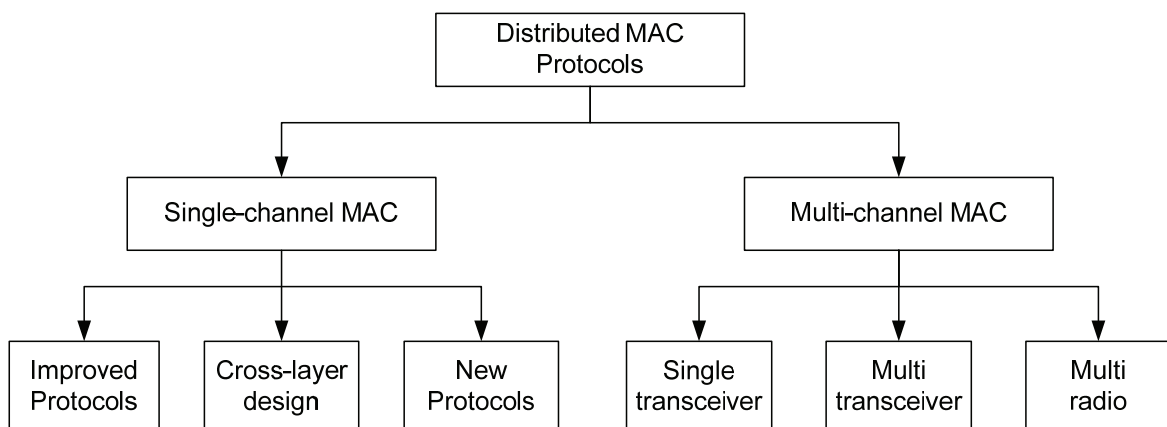 Distributed MAC
Protocols
Single-channel MAC
Multi-channel MAC
Improved
Protocols
Cross-layer
design
New
Protocols
Single
transceiver
Multi
transceiver
Multi
radio